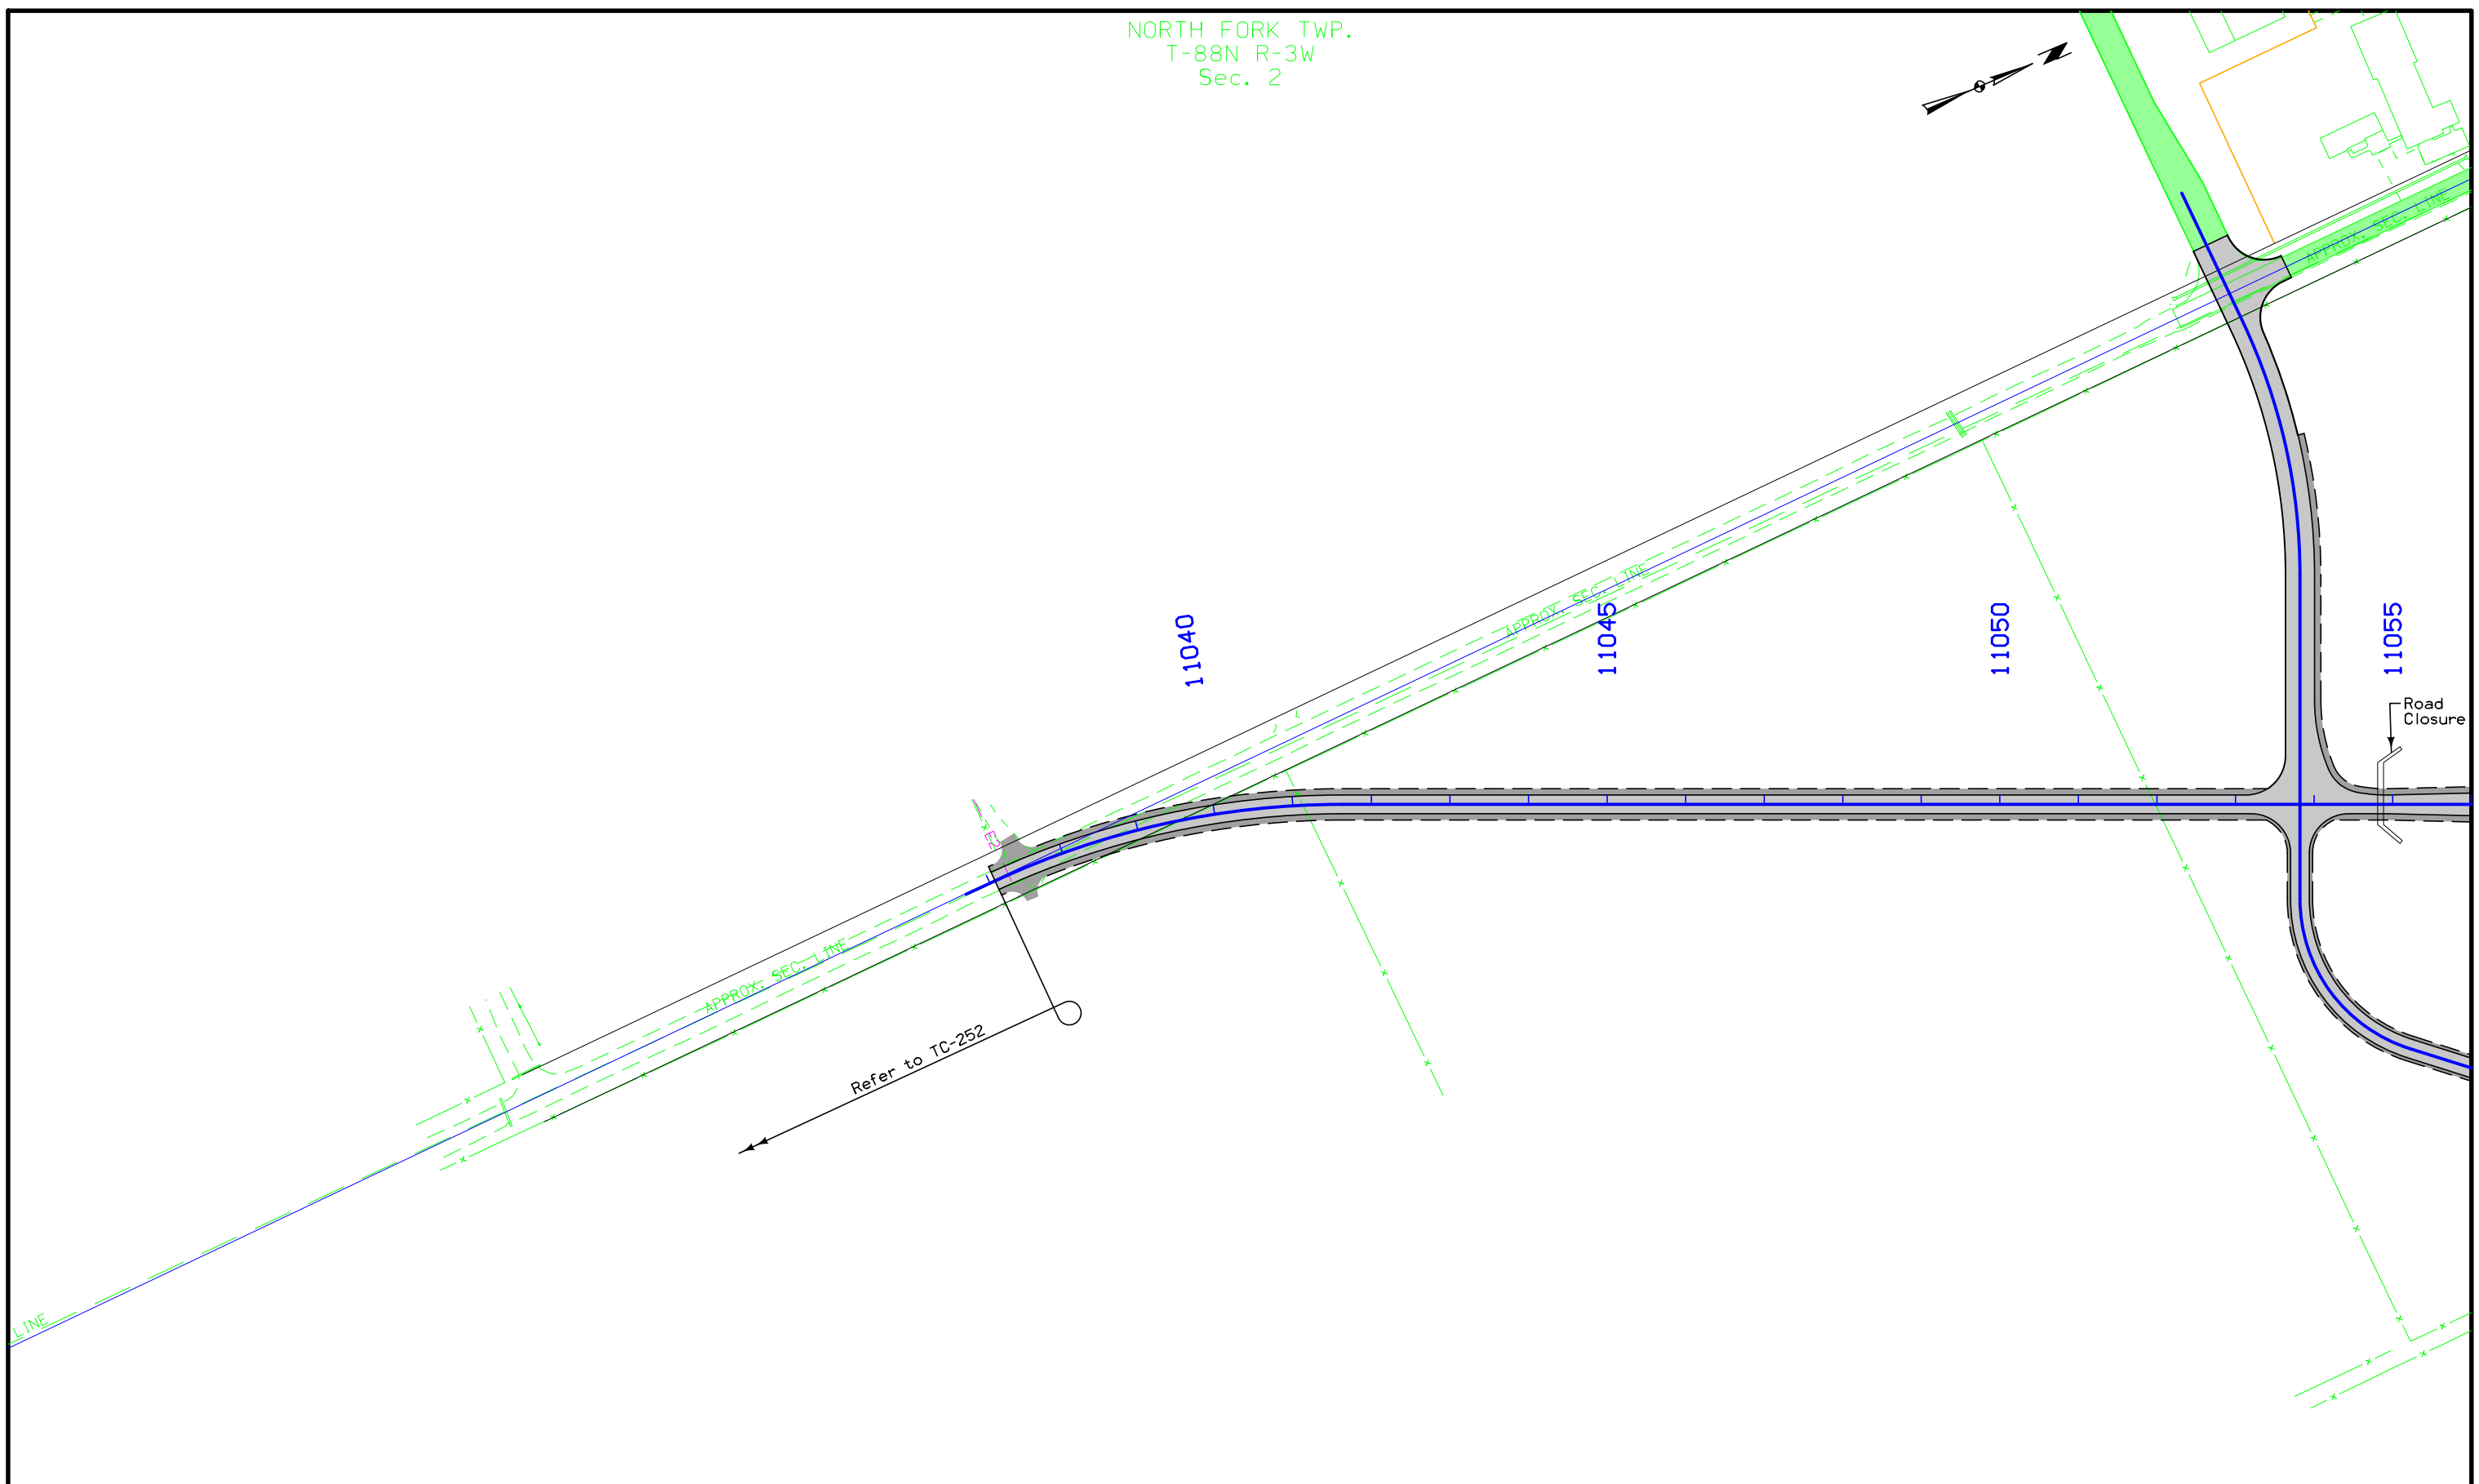 NORTH FORK TWP.
T-88N R-3W
Sec. 2
N
APPROX. SEC. LINE
APPROX. SEC. LINE
11040
11045
11050
11055
Road
Closure
APPROX. SEC. LINE
Refer to TC-252
LINE